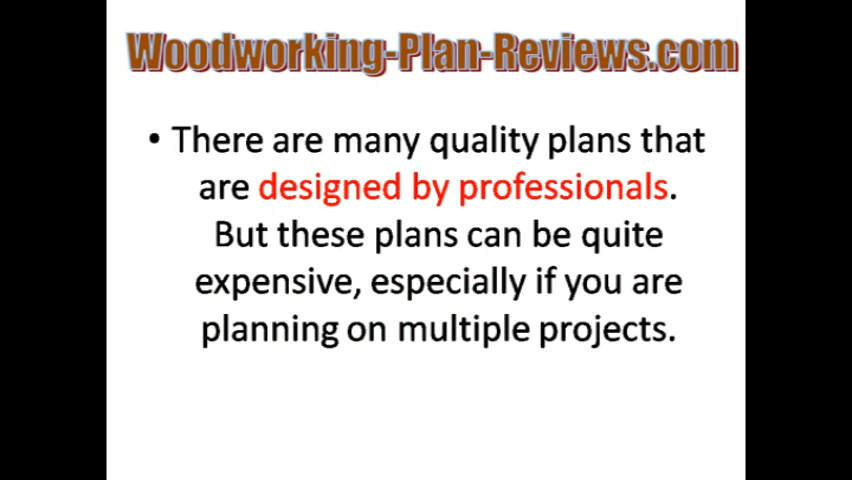 Woodworking-Plan-Reviews.com
• There are many quality plans that
are designed by professionals.
But these plans can be quite
expensive, especially if you are
planning on multiple projects.